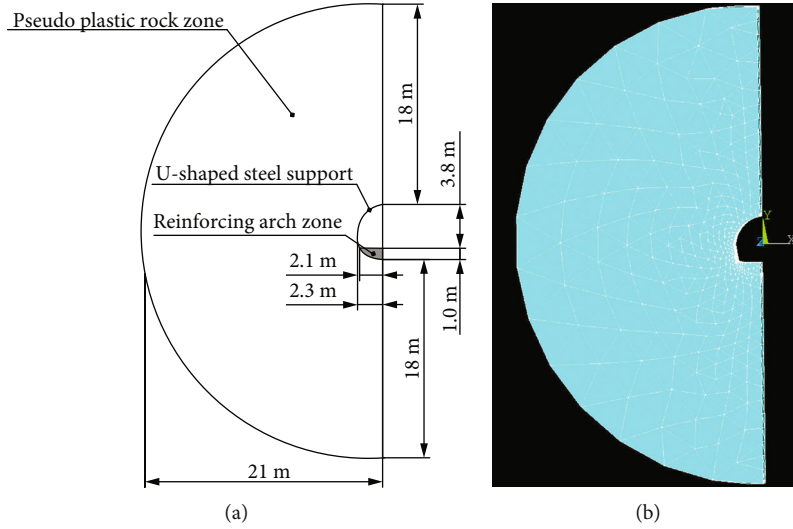 Pseudo plastic rock zone
18 m
3.8 m
U-shaped steel support
Reinforcing arch zone
2.1 m
2.3 m
1.0 m
18 m
21 m
(a)
Y
Z
X
(b)